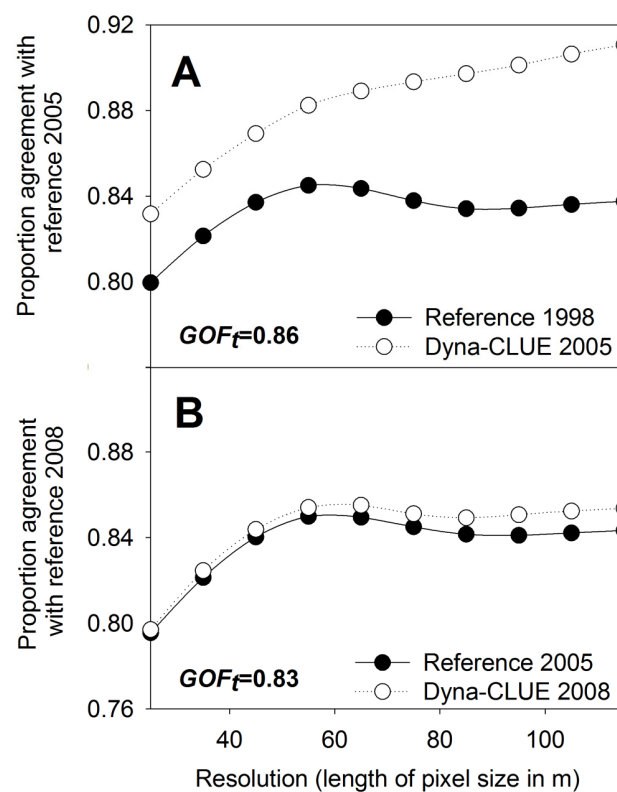 0.92
A
0.88
0.84
0.80
Proportion agreement with
reference 2005
GOFt=0.86
Reference 1998
Dyna-CLUE 2005
B
0.88
0.84
0.80
0.76
Proportion agreement
with reference 2008
GOFt=0.83
Reference 2005
Dyna-CLUE 2008
40 60 80 100
Resolution (length of pixel size in m)